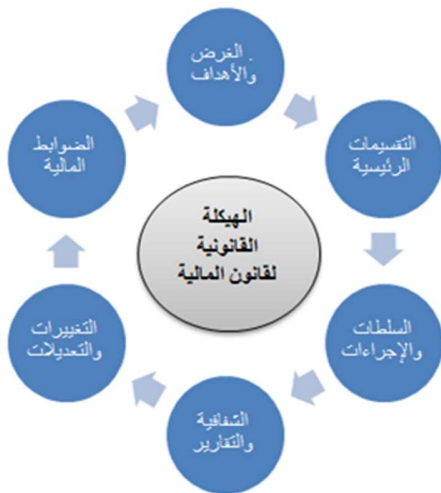 . الغرض
والأهداف
التقسيمات
الرئيسية
السلطات
والإجراءات
الشفافية
والتقارير
التغييرات
والتعديلات
الضوابط
المالية
الهيكلة
القانونية
لقانون المالية